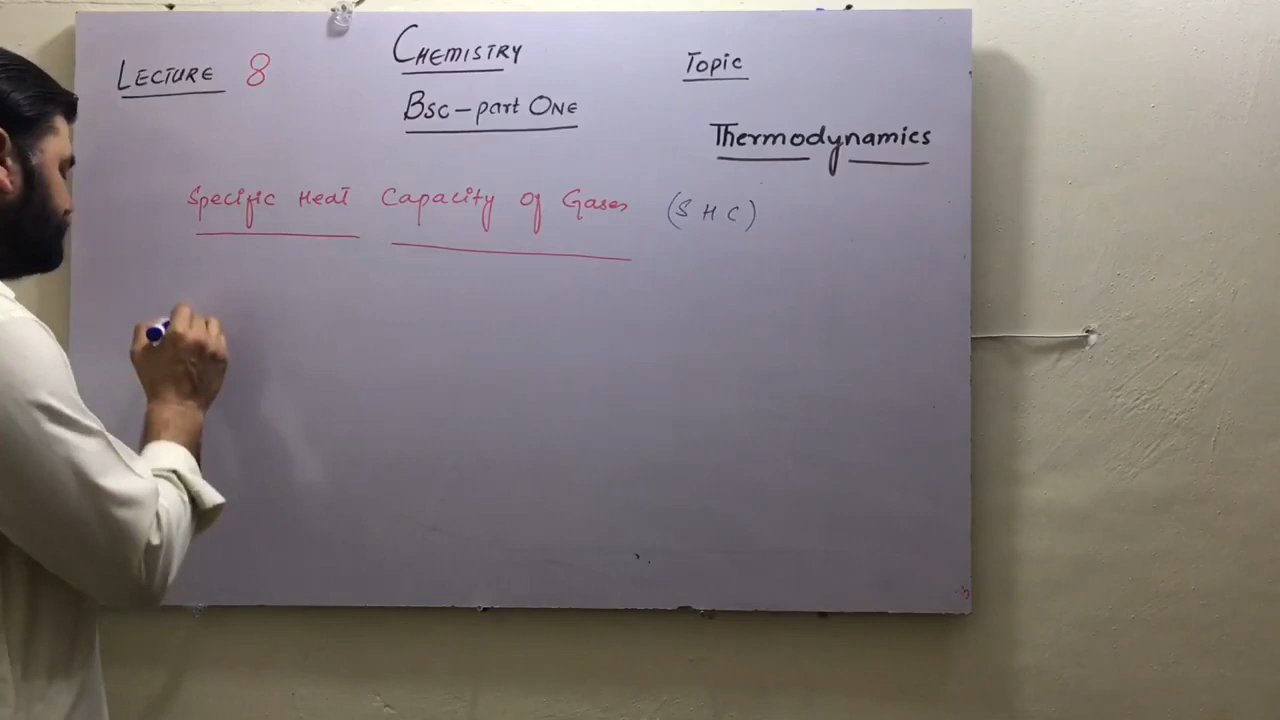 LECTURE 8
CHEMISTRY
Bsc-part ONE
Topic
Thermodynamics
Specific Heat Capacity of Gases (SHC)